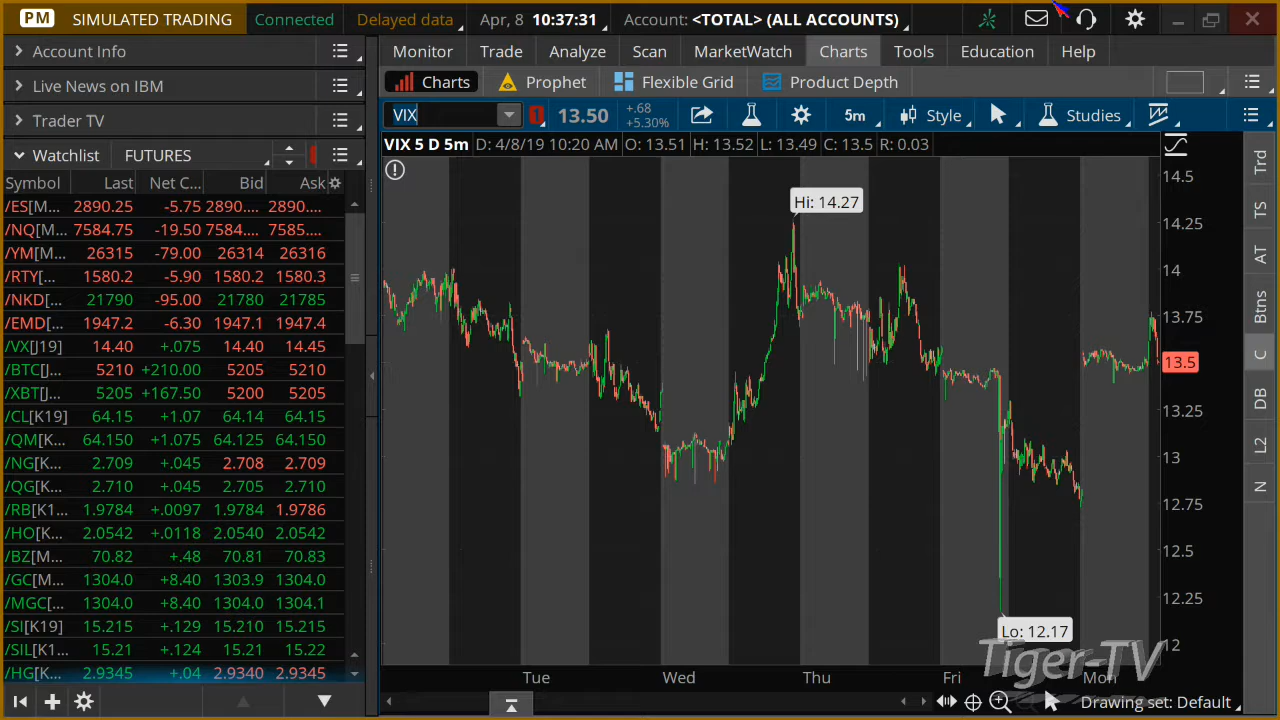 PM SIMULATED TRADING Connected Delayed data Apr, 8 10:37:31 Account: <TOTAL> (ALL ACCOUNTS)
Account Info
Live News on IBM
Trader TV
Watchlist FUTURES
Symbol Last Net C... Bid Ask
/ES[M... 2890.25 -5.75 2890.... 2890....
/NQ[M... 7584.75 -19.50 7584.... 7585....
/YM[M... 26315 -79.00 26314 26316
/RTY[... 1580.2 -5.90 1580.2 1580.3
/NKD[... 21790 -95.00 21780 21785
/EMD[... 1947.2 -6.30 1947.1 1947.4
/VX[J19] 14.40 +.075 14.40 14.45
/BTC[J... 5210 +210.00 5205 5210
/XBT[J... 5205 +167.50 5200 5205
/CL[K19] 64.15 +1.07 64.14 64.15
/QM[K... 64.150 +1.075 64.125 64.150
/NG[K... 2.709 +.045 2.708 2.709
/QG[K... 2.710 +.045 2.705 2.710
/RB[K1... 1.9784 +.0097 1.9784 1.9786
/HO[K... 2.0542 +.0118 2.0540 2.0542
/BZ[M... 70.82 +.48 70.81 70.83
/GC[M... 1304.0 +8.40 1303.9 1304.0
/MGC[... 1304.0 +8.40 1304.0 1304.1
/SI[K19] 15.215 +.129 15.210 15.215
/SIL[K1... 15.21 +.124 15.21 15.22
/HG[K... 2.9345 +.04 2.9340 2.9345
Monitor Trade Analyze Scan MarketWatch Charts Tools Education Help
Charts Prophet Flexible Grid Product Depth
VIX 1 13.50 +.68 +5.30% 5m Style Studies
VIX 5 D 5m D: 4/8/19 10:20 AM O: 13.51 H: 13.52 L: 13.49 C: 13.5 R: 0.03
Hi: 14.27
Lo: 12.17
14.5
14.25
14
13.75
13.5
13.25
13
12.75
12.5
12.25
12
Tue Wed Thu Fri Mon
Tiger-TV
Drawing set: Default
Trd
TS
AT
Btns
C
DB
L2
N